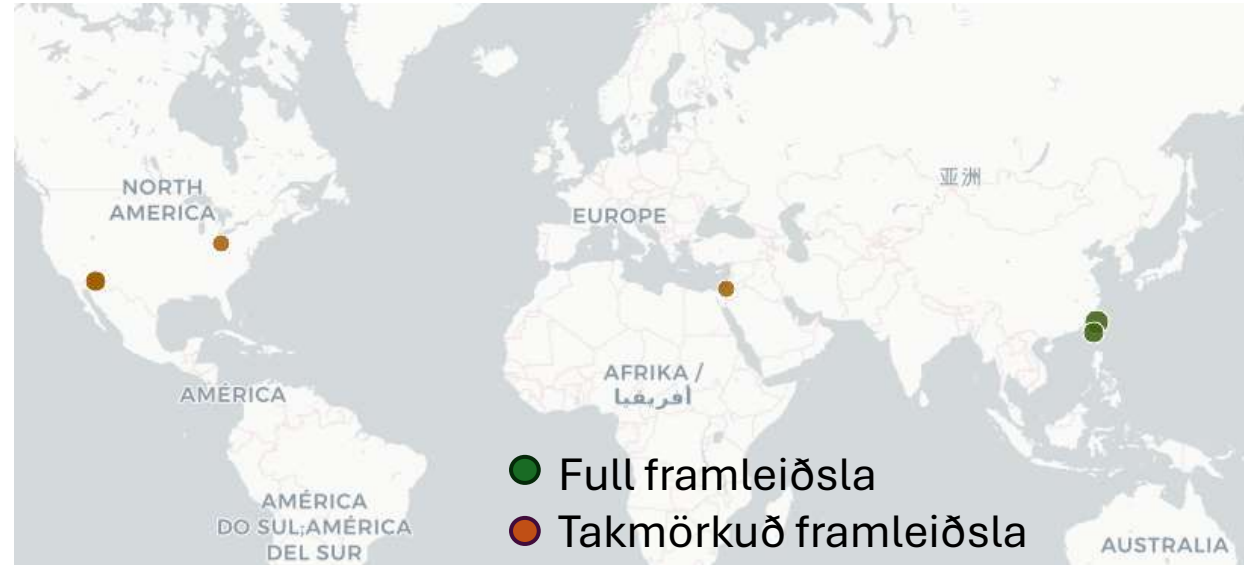 NORTH
AMERICA
EUROPE
亚洲
AFRIKA /
أفريقيا
AMÉRICA
AMÉRICA
DO SUL;AMÉRICA
DEL SUR
AUSTRALIA
Full framleiðsla
Takmörkuð framleiðsla